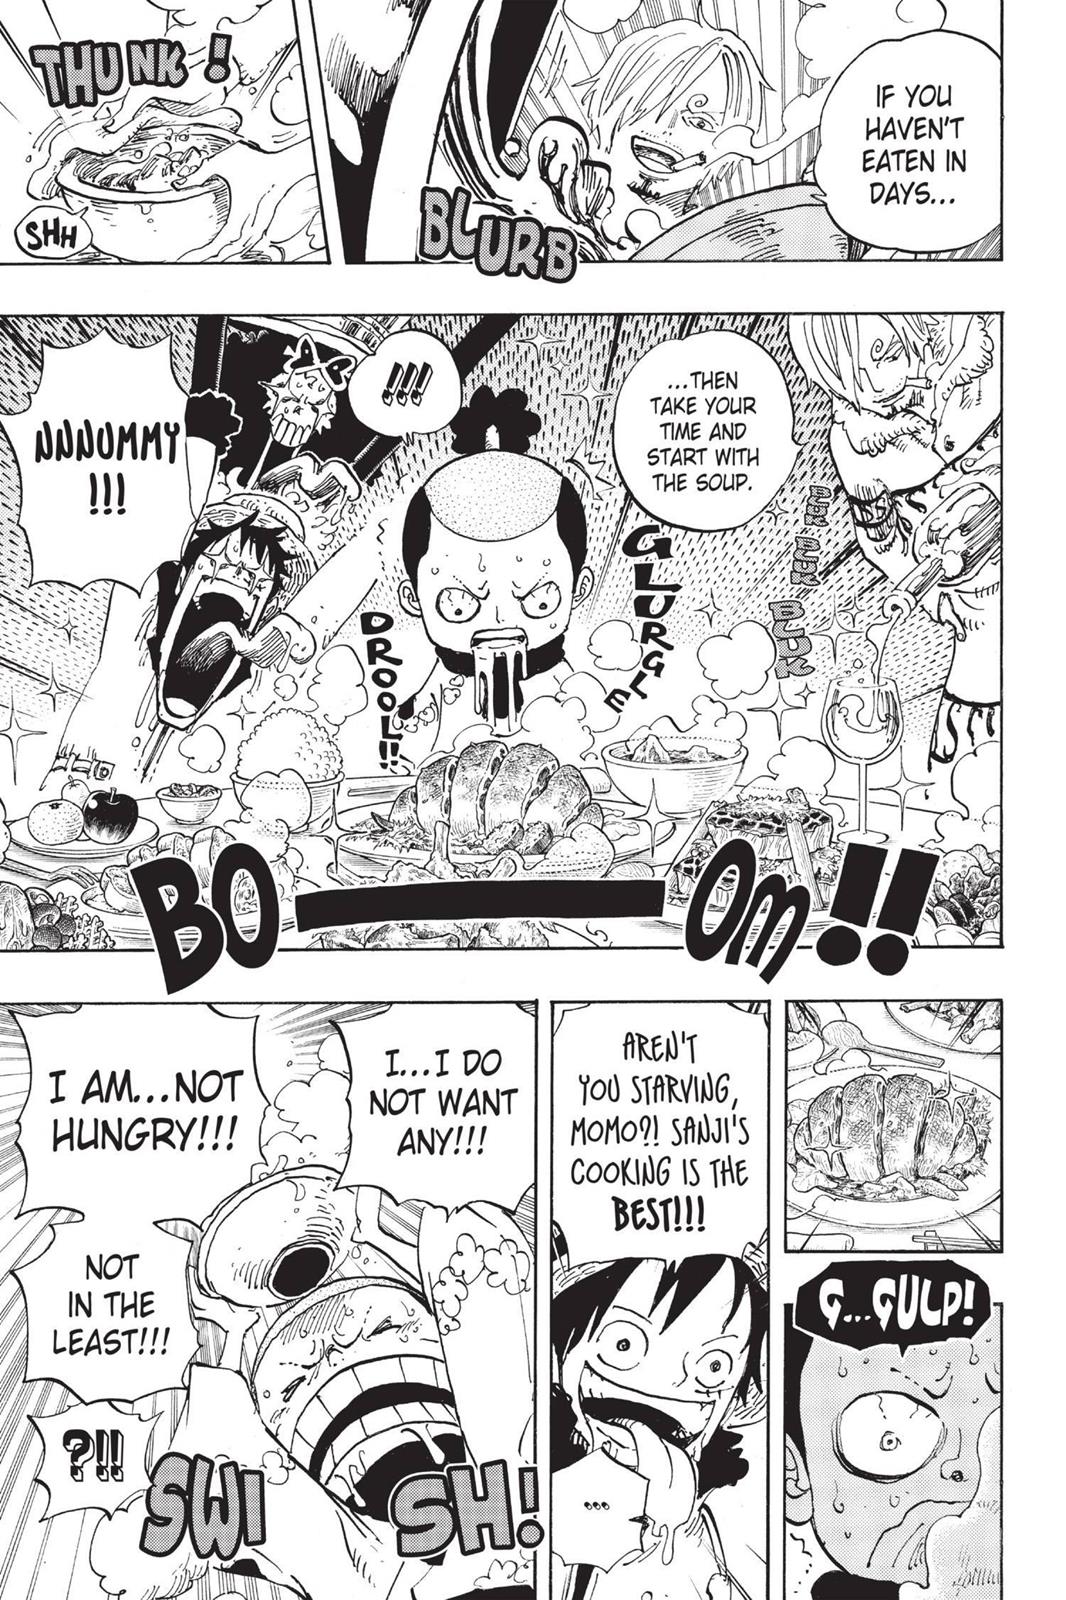 IF YOU
HAVEN'T
EATEN IN
DAYS...
BLURB
THUNK!
SHH
...THEN
TAKE YOUR
TIME AND
START WITH
THE SOUP.
BLUK
GLURGLE
!!!
DROOL!!
NNNUMMY
!!!
BO—OM!!
G...GULP!
AREN'T
YOU STARVING,
MOMO?! SANJI'S
COOKING IS THE
BEST!!!
...
I...I DO
NOT WANT
ANY!!!
I AM...NOT
HUNGRY!!!
NOT
IN THE
LEAST!!!
?!!
SWISH!